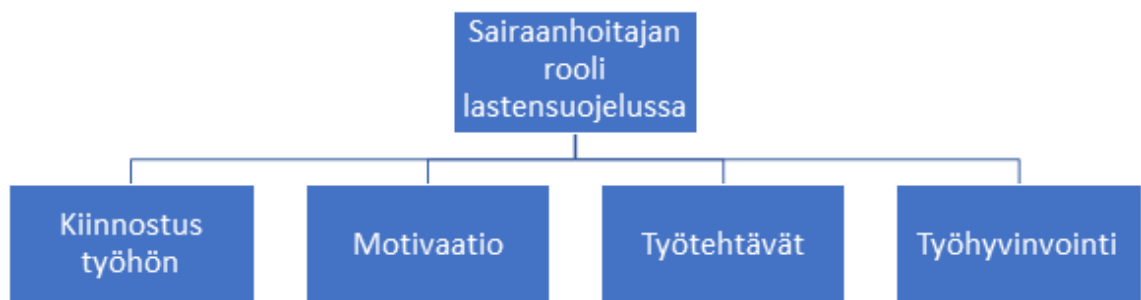 Sairaanhoitajan
rooli
lastensuojelussa
Kiinnostus
työhön
Motivaatio
Työtehtävät
Työhyvinvointi